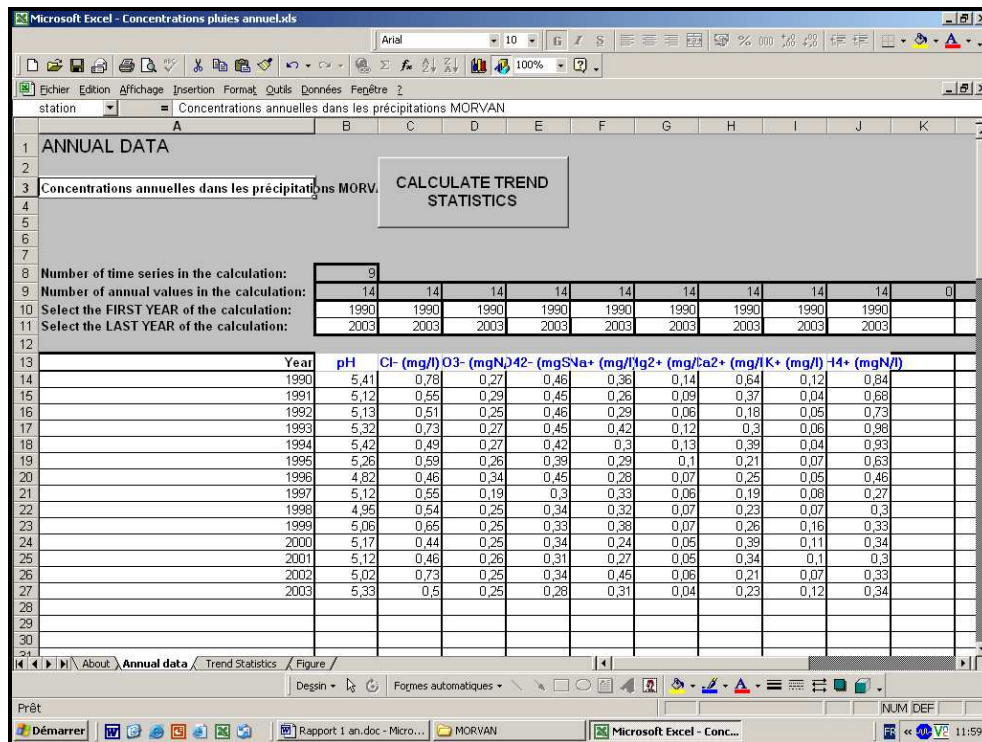 Microsoft Excel - Concentrations pluies annuel.xls
Arial 10 G I S % 000
100%
Fichier Edition Affichage Insertion Format Outils Données Fenêtre ?
station = Concentrations annuelles dans les précipitations MORVAN
A B C D E F G H I J K
1 ANNUAL DATA
2 CALCULATE TREND
3 Concentrations annuelles dans les précipitations MORV
4 STATISTICS
5
6
7
8 Number of time series in the calculation: 9
9 Number of annual values in the calculation: 14 14 14 14 14 14 14 14 14 0
10 Select the FIRST YEAR of the calculation: 1990 1990 1990 1990 1990 1990 1990 1990 1990
11 Select the LAST YEAR of the calculation: 2003 2003 2003 2003 2003 2003 2003 2003 2003
12
13 Year pH Cl- (mg/l) O3- (mgN, 42- (mgS Na+ (mg/l) Ig2+ (mg/ Ca2+ (mg/l K+ (mg/l) H4+ (mgN/l)
14 1990 5,41 0,78 0,27 0,46 0,36 0,14 0,64 0,12 0,84
15 1991 5,12 0,55 0,29 0,45 0,26 0,09 0,37 0,04 0,68
16 1992 5,13 0,51 0,25 0,46 0,29 0,06 0,18 0,05 0,73
17 1993 5,32 0,73 0,27 0,45 0,42 0,12 0,3 0,06 0,98
18 1994 5,42 0,49 0,27 0,42 0,3 0,13 0,39 0,04 0,93
19 1995 5,26 0,59 0,26 0,39 0,29 0,1 0,21 0,07 0,63
20 1996 4,82 0,46 0,34 0,45 0,28 0,07 0,25 0,05 0,46
21 1997 5,12 0,55 0,19 0,3 0,33 0,06 0,19 0,08 0,27
22 1998 4,95 0,54 0,25 0,34 0,32 0,07 0,23 0,07 0,3
23 1999 5,06 0,65 0,25 0,33 0,38 0,07 0,26 0,16 0,33
24 2000 5,17 0,44 0,25 0,34 0,24 0,05 0,39 0,11 0,34
25 2001 5,12 0,46 0,26 0,31 0,27 0,05 0,34 0,1 0,3
26 2002 5,02 0,73 0,25 0,34 0,45 0,06 0,21 0,07 0,33
27 2003 5,33 0,5 0,25 0,28 0,31 0,04 0,23 0,12 0,34
28
29
30
About Annual data Trend Statistics Figure
Dessin Formes automatiques
Prêt NUM DEF
Démarrer Rapport 1 an.doc - Micro... MORVAN Microsoft Excel - Conc... FR 11:59